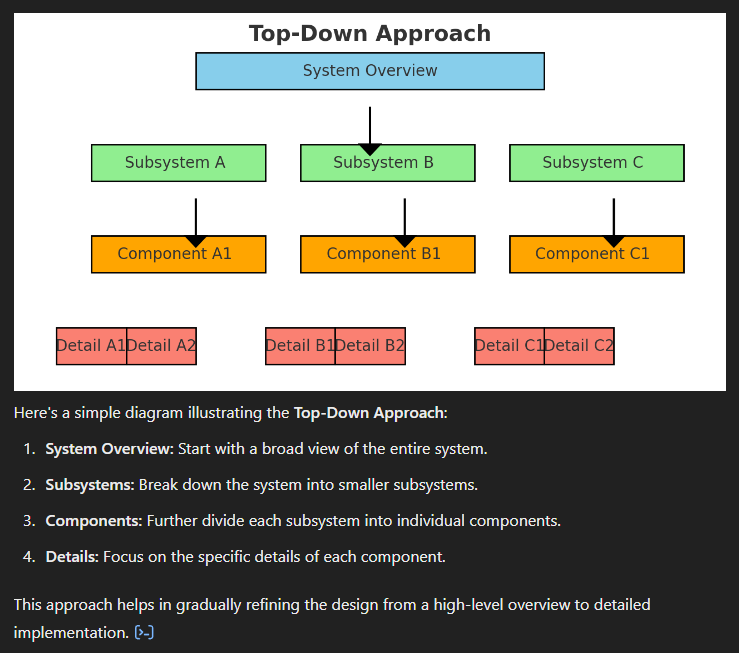 Top-Down Approach
System Overview
Subsystem A Subsystem B Subsystem C
Component A1 Component B1 Component C1
Detail A1 Detail A2 Detail B1 Detail B2 Detail C1 Detail C2
Here's a simple diagram illustrating the Top-Down Approach:
1. System Overview: Start with a broad view of the entire system.
2. Subsystems: Break down the system into smaller subsystems.
3. Components: Further divide each subsystem into individual components.
4. Details: Focus on the specific details of each component.
This approach helps in gradually refining the design from a high-level overview to detailed
implementation. [>-]